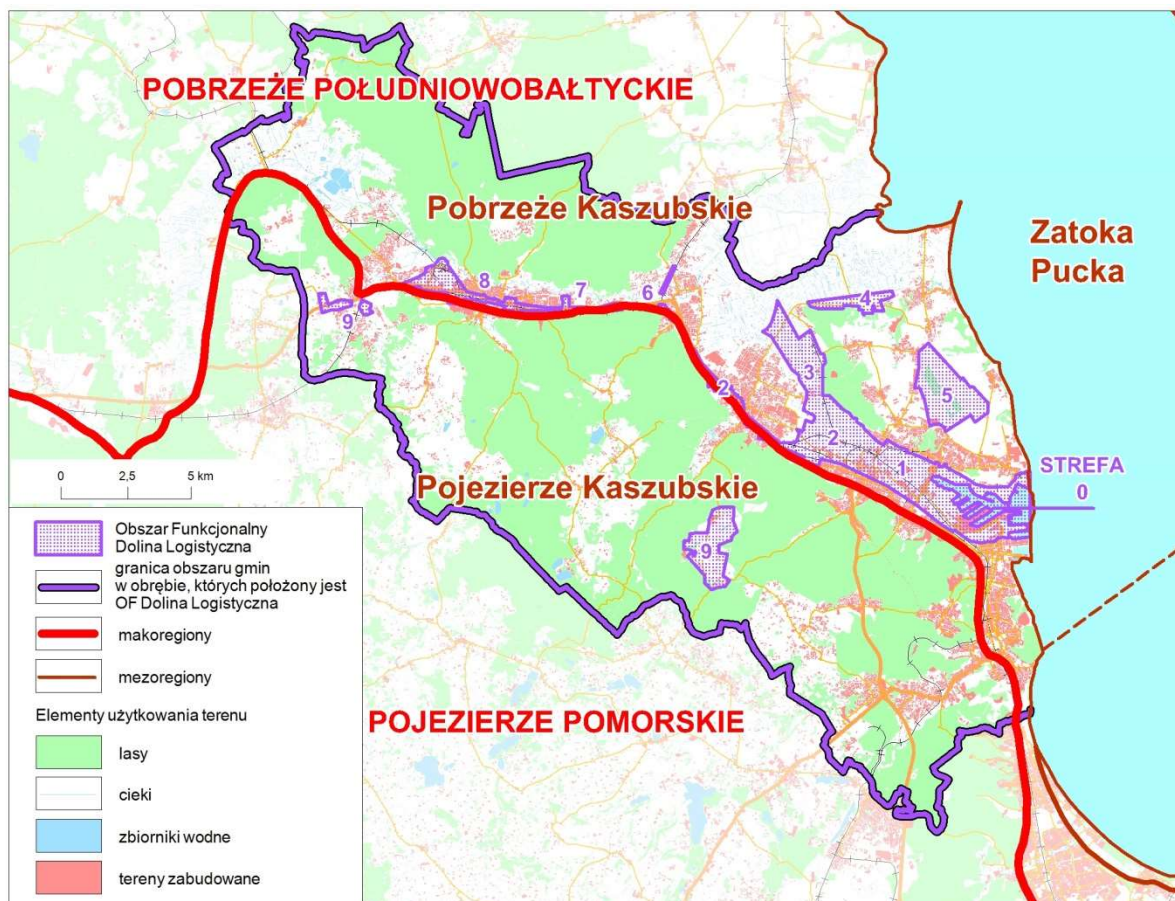 POBRZEŻE POŁUDNIOWOBAŁTYCKIE
Pobrzeże Kaszubskie
Zatoka
Pucka
8
7
6
4
9
3
5
2
2
1
STREFA
0
Pojezierze Kaszubskie
9
0 2,5 5 km
POJEZIERZE POMORSKIE
Obszar Funkcjonalny
Dolina Logistyczna
granica obszaru gmin
w obrębie, których położony jest
OF Dolina Logistyczna
makoregiony
mezoregiony
Elementy użytkowania terenu
lasy
cieki
zbiorniki wodne
tereny zabudowane